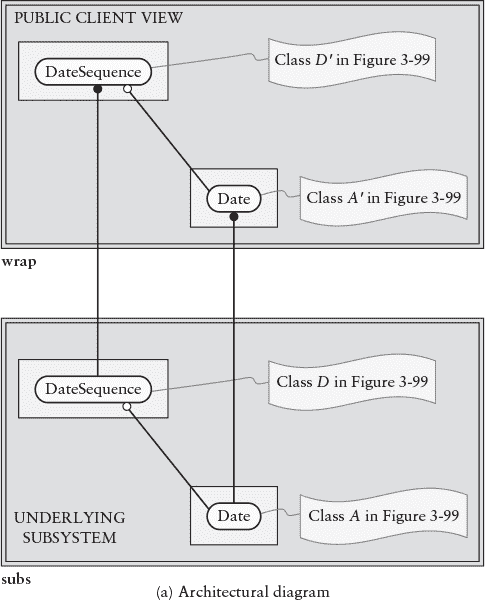 PUBLIC CLIENT VIEW
DateSequence
Class D' in Figure 3-99
Date
Class A' in Figure 3-99
wrap
DateSequence
Class D in Figure 3-99
Date
Class A in Figure 3-99
UNDERLYING
SUBSYSTEM
subs
(a) Architectural diagram